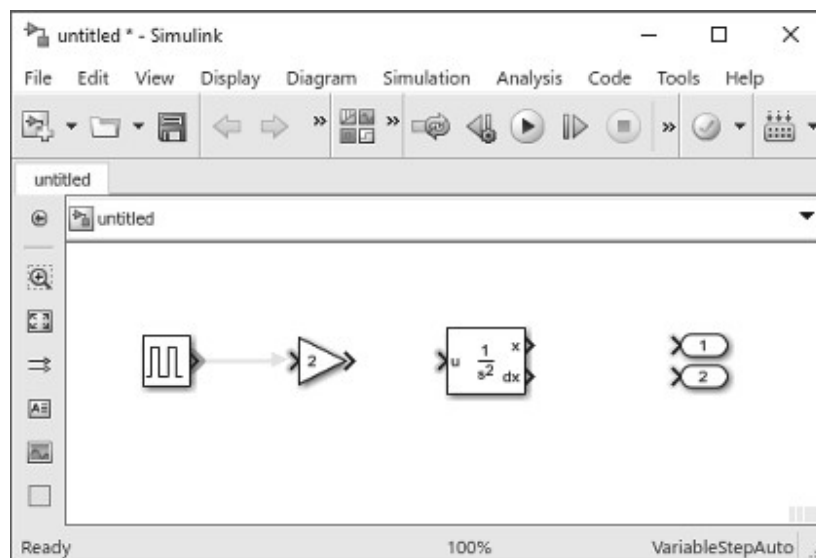 untitled * - Simulink
File Edit View Display Diagram Simulation Analysis Code Tools Help
untitled
untitled
2
u 1 s² x dx
1
2
Ready 100% VariableStepAuto